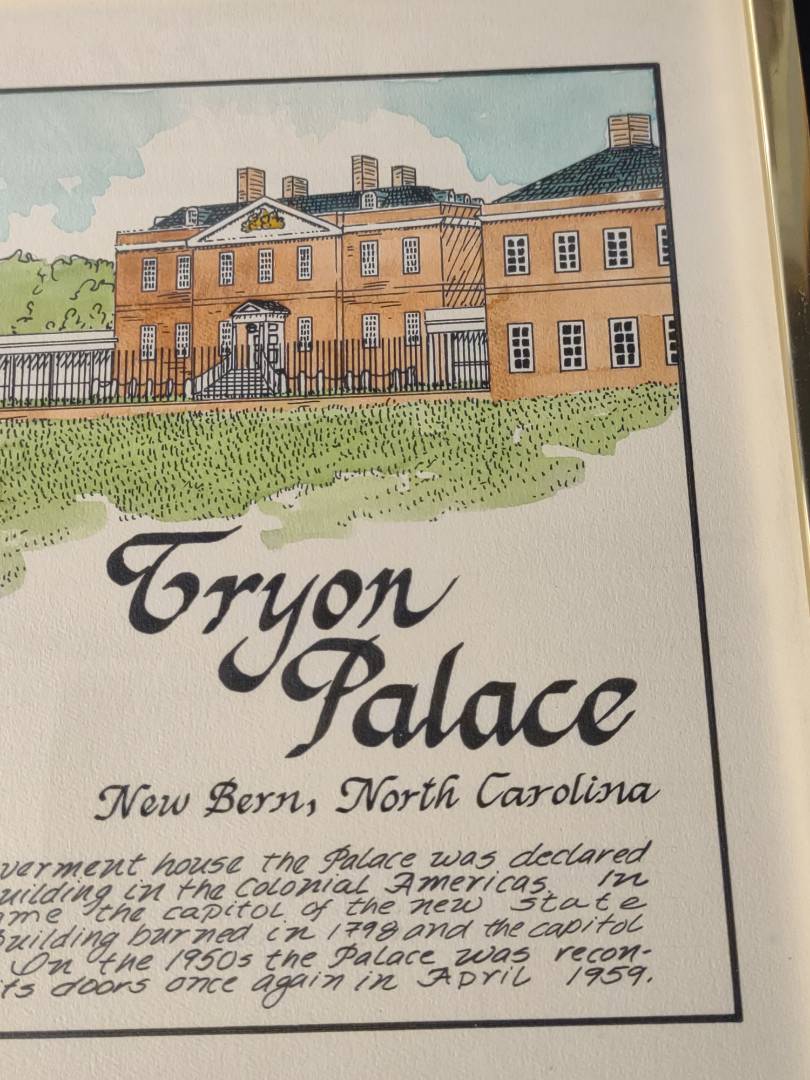 Tryon
Palace
New Bern, North Carolina
verment house the Palace was declared
uilding in the Colonial Americas. In
ame the capitol of the new state
building burned in 1798 and the capitol
On the 1950s the Palace was recon-
its doors once again in April 1959.